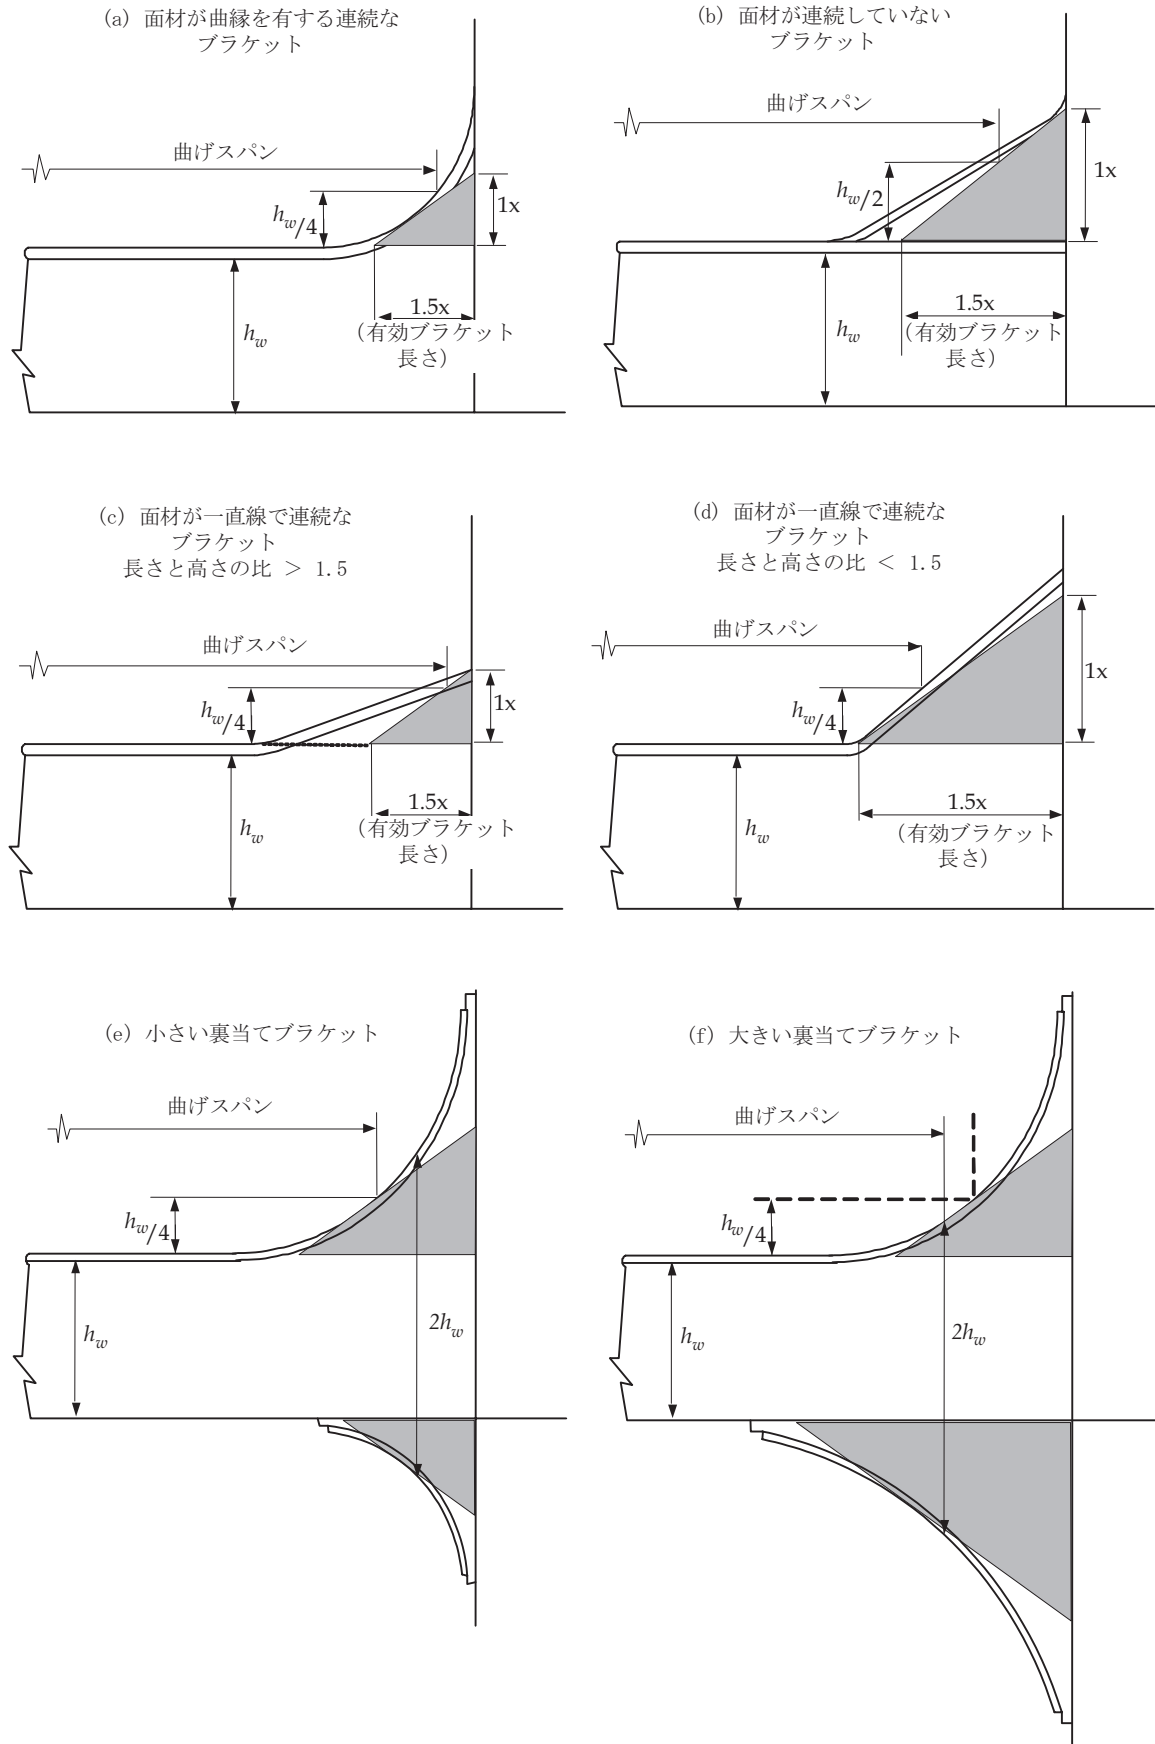 (a) 面材が曲縁を有する連続な
ブラケット
曲げスパン
h_w/4
1x
1.5x
(有効ブラケット
長さ)
h_w
(b) 面材が連続していない
ブラケット
曲げスパン
h_w/2
1x
1.5x
(有効ブラケット
長さ)
h_w
(c) 面材が一直線で連続な
ブラケット
長さと高さの比 > 1.5
曲げスパン
h_w/4
1x
1.5x
(有効ブラケット
長さ)
h_w
(d) 面材が一直線で連続な
ブラケット
長さと高さの比 < 1.5
曲げスパン
h_w/4
1x
1.5x
(有効ブラケット
長さ)
h_w
(e) 小さい裏当てブラケット
曲げスパン
h_w/4
h_w
2h_w
(f) 大きい裏当てブラケット
曲げスパン
h_w/4
h_w
2h_w